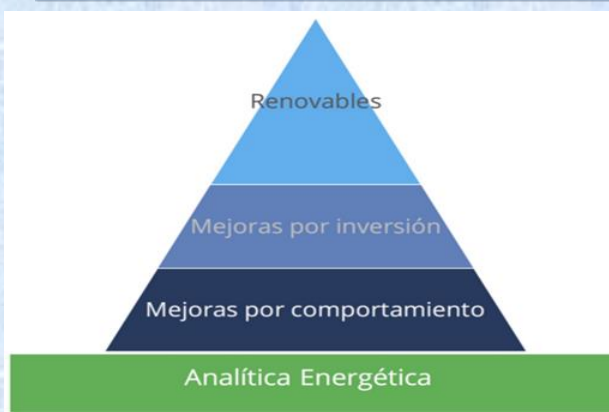 Renovables
Mejoras por inversión
Mejoras por comportamiento
Analítica Energética